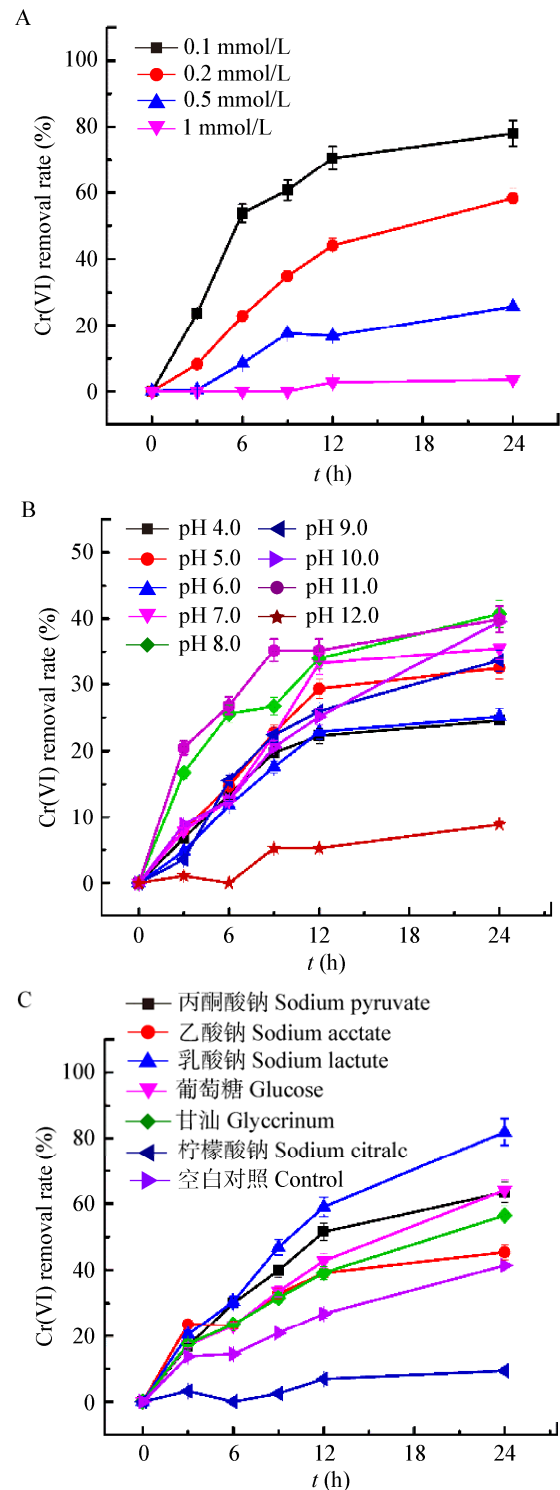 A
0.1 mmol/L
0.2 mmol/L
0.5 mmol/L
1 mmol/L
100
80
60
40
20
0
Cr(VI) removal rate (%)
0 6 12 18 24
t (h)
B
pH 4.0 pH 9.0
pH 5.0 pH 10.0
pH 6.0 pH 11.0
pH 7.0 pH 12.0
pH 8.0
50
40
30
20
10
0
Cr(VI) removal rate (%)
0 6 12 18 24
t (h)
C
丙酮酸钠 Sodium pyruvate
乙酸钠 Sodium acctate
乳酸钠 Sodium lactute
葡萄糖 Glucose
甘油 Glyccrinum
柠檬酸钠 Sodium citralc
空白对照 Control
100
80
60
40
20
0
Cr(VI) removal rate (%)
0 6 12 18 24
t (h)